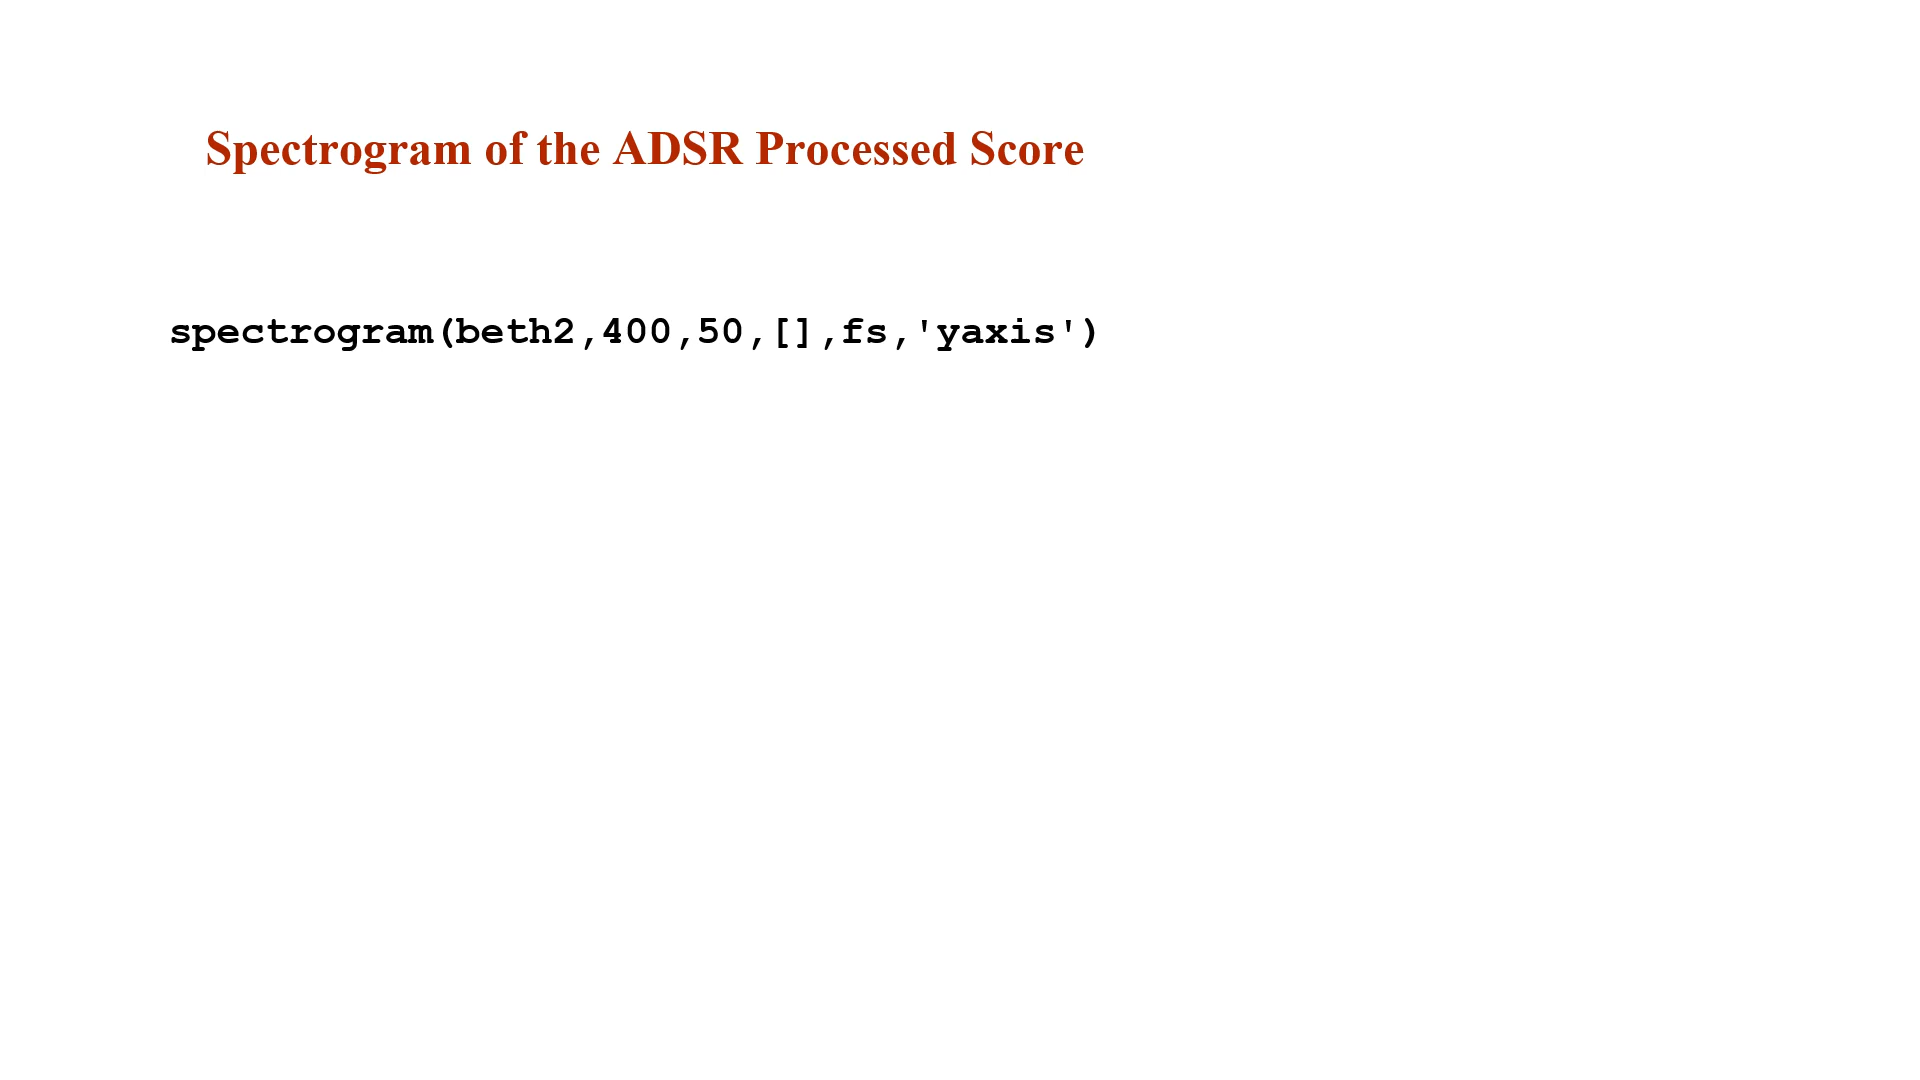 Spectrogram of the ADSR Processed Score
spectrogram(beth2,400,50,[],fs,'yaxis')